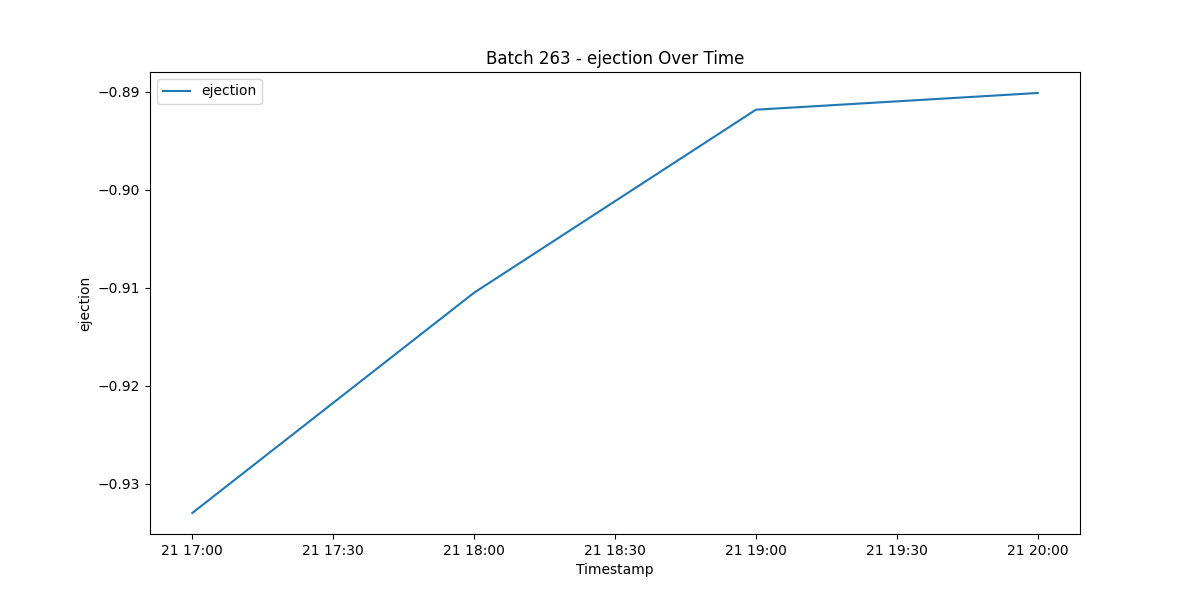 Batch 263 - ejection Over Time
ejection
−0.89
−0.90
−0.91
−0.92
−0.93
ejection
21 17:00 21 17:30 21 18:00 21 18:30 21 19:00 21 19:30 21 20:00
Timestamp